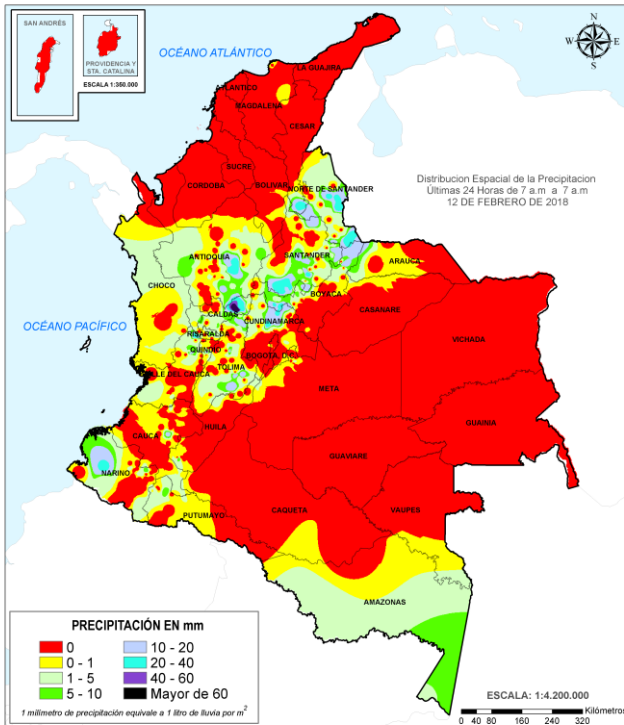 SAN ANDRÉS
PROVIDENCIA Y
STA. CATALINA
ESCALA 1:350.000
OCÉANO ATLÁNTICO
N
W E
S
LA GUAJIRA
ATLANTICO
MAGDALENA
CESAR
SUCRE
CORDOBA
BOLIVAR
NORTE DE SANTANDER
Distribucion Espacial de la Precipitacion
Últimas 24 Horas de 7 a.m a 7 a.m
12 DE FEBRERO DE 2018
ANTIOQUIA
SANTANDER
ARAUCA
CHOCO
BOYACA
CASANARE
OCÉANO PACÍFICO
CALDAS
CUNDINAMARCA
RISARALDA
VICHADA
QUINDIO
BOGOTA, D.C.
TOLIMA
VALLE DEL CAUCA
META
GUAINIA
CAUCA
HUILA
GUAVIARE
NARIÑO
CAQUETA
VAUPES
PUTUMAYO
AMAZONAS
PRECIPITACIÓN EN mm
0 10 - 20
0 - 1 20 - 40
1 - 5 40 - 60
5 - 10 Mayor de 60
1 milimetro de precipitación equivale a 1 litro de lluvia por m²
ESCALA: 1:4.200.000
Kilómetros
0 40 80 160 240 320